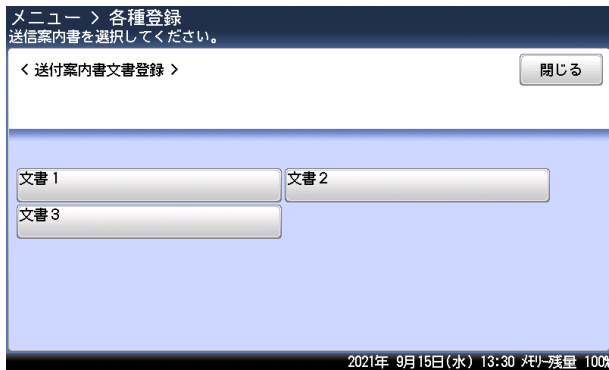 メニュー > 各種登録
送信案内書を選択してください。
< 送付案内書文書登録 >
閉じる
文書1
文書2
文書3
2021年 9月15日(水) 13:30 ﾒﾓﾘｰ残量 100%